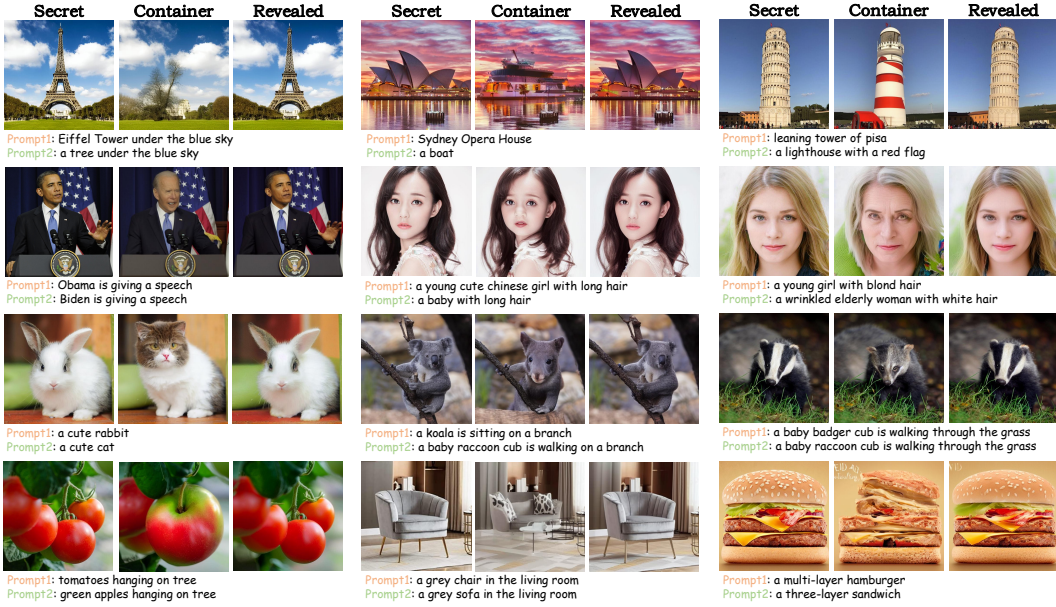 Secret Container Revealed
Secret Container Revealed
Secret Container Revealed
Prompt1: Eiffel Tower under the blue sky
Prompt2: a tree under the blue sky
Prompt1: Sydney Opera House
Prompt2: a boat
Prompt1: leaning tower of pisa
Prompt2: a lighthouse with a red flag
Prompt1: Obama is giving a speech
Prompt2: Biden is giving a speech
Prompt1: a young cute chinese girl with long hair
Prompt2: a baby with long hair
Prompt1: a young girl with blond hair
Prompt2: a wrinkled elderly woman with white hair
Prompt1: a cute rabbit
Prompt2: a cute cat
Prompt1: a koala is sitting on a branch
Prompt2: a baby raccoon cub is walking on a branch
Prompt1: a baby badger cub is walking through the grass
Prompt2: a baby raccoon cub is walking through the grass
Prompt1: tomatoes hanging on tree
Prompt2: green apples hanging on tree
Prompt1: a grey chair in the living room
Prompt2: a grey sofa in the living room
Prompt1: a multi-layer hamburger
Prompt2: a three-layer sandwich